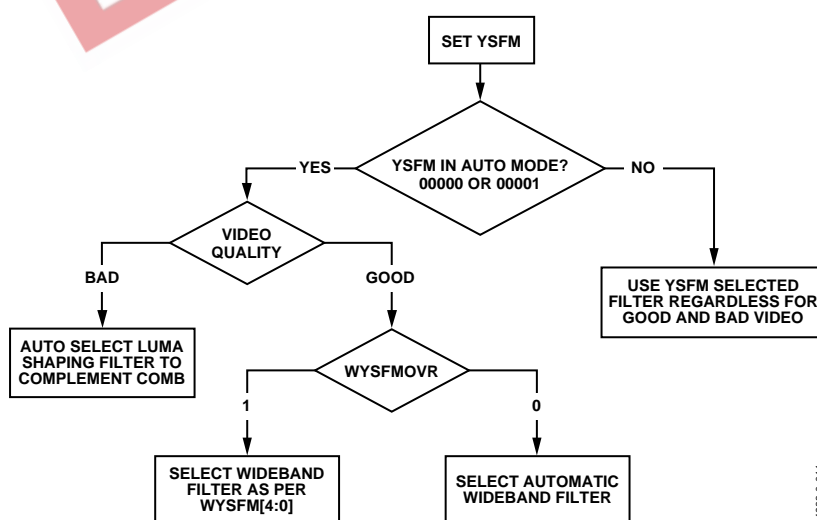 SET YSFM
YSFM IN AUTO MODE?
00000 OR 00001
YES
NO
VIDEO
QUALITY
BAD
GOOD
USE YSFM SELECTED
FILTER REGARDLESS FOR
GOOD AND BAD VIDEO
AUTO SELECT LUMA
SHAPING FILTER TO
COMPLEMENT COMB
WYSFMOVR
1
0
SELECT WIDEBAND
FILTER AS PER
WYSFM[4:0]
SELECT AUTOMATIC
WIDEBAND FILTER